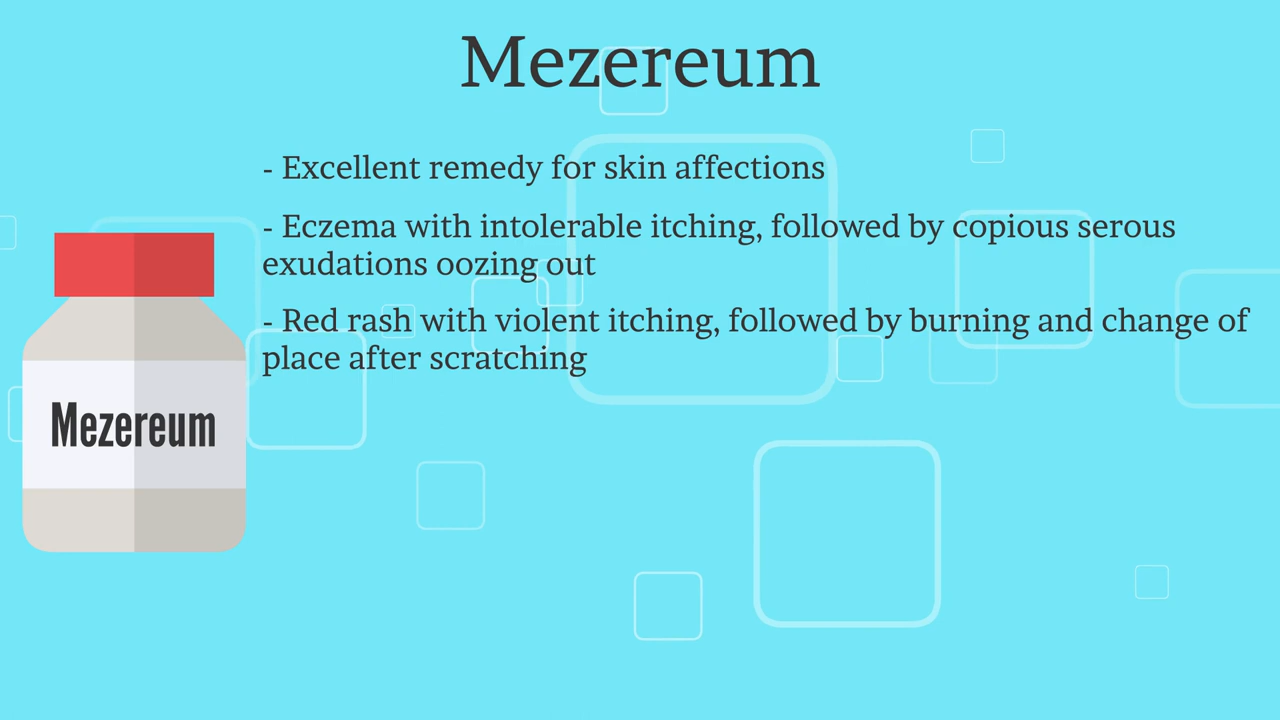 Mezereum
- Excellent remedy for skin affections
- Eczema with intolerable itching, followed by copious serous
exudations oozing out
- Red rash with violent itching, followed by burning and change of
place after scratching
Mezereum